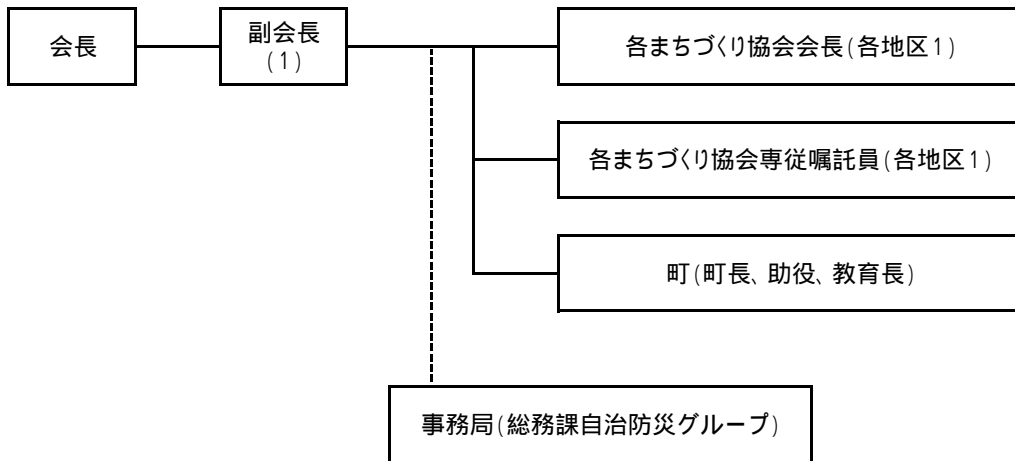 会長
副会長
(1)
各まちづくり協会会長(各地区1)
各まちづくり協会専従嘱託員(各地区1)
町(町長、助役、教育長)
事務局(総務課自治防災グループ)